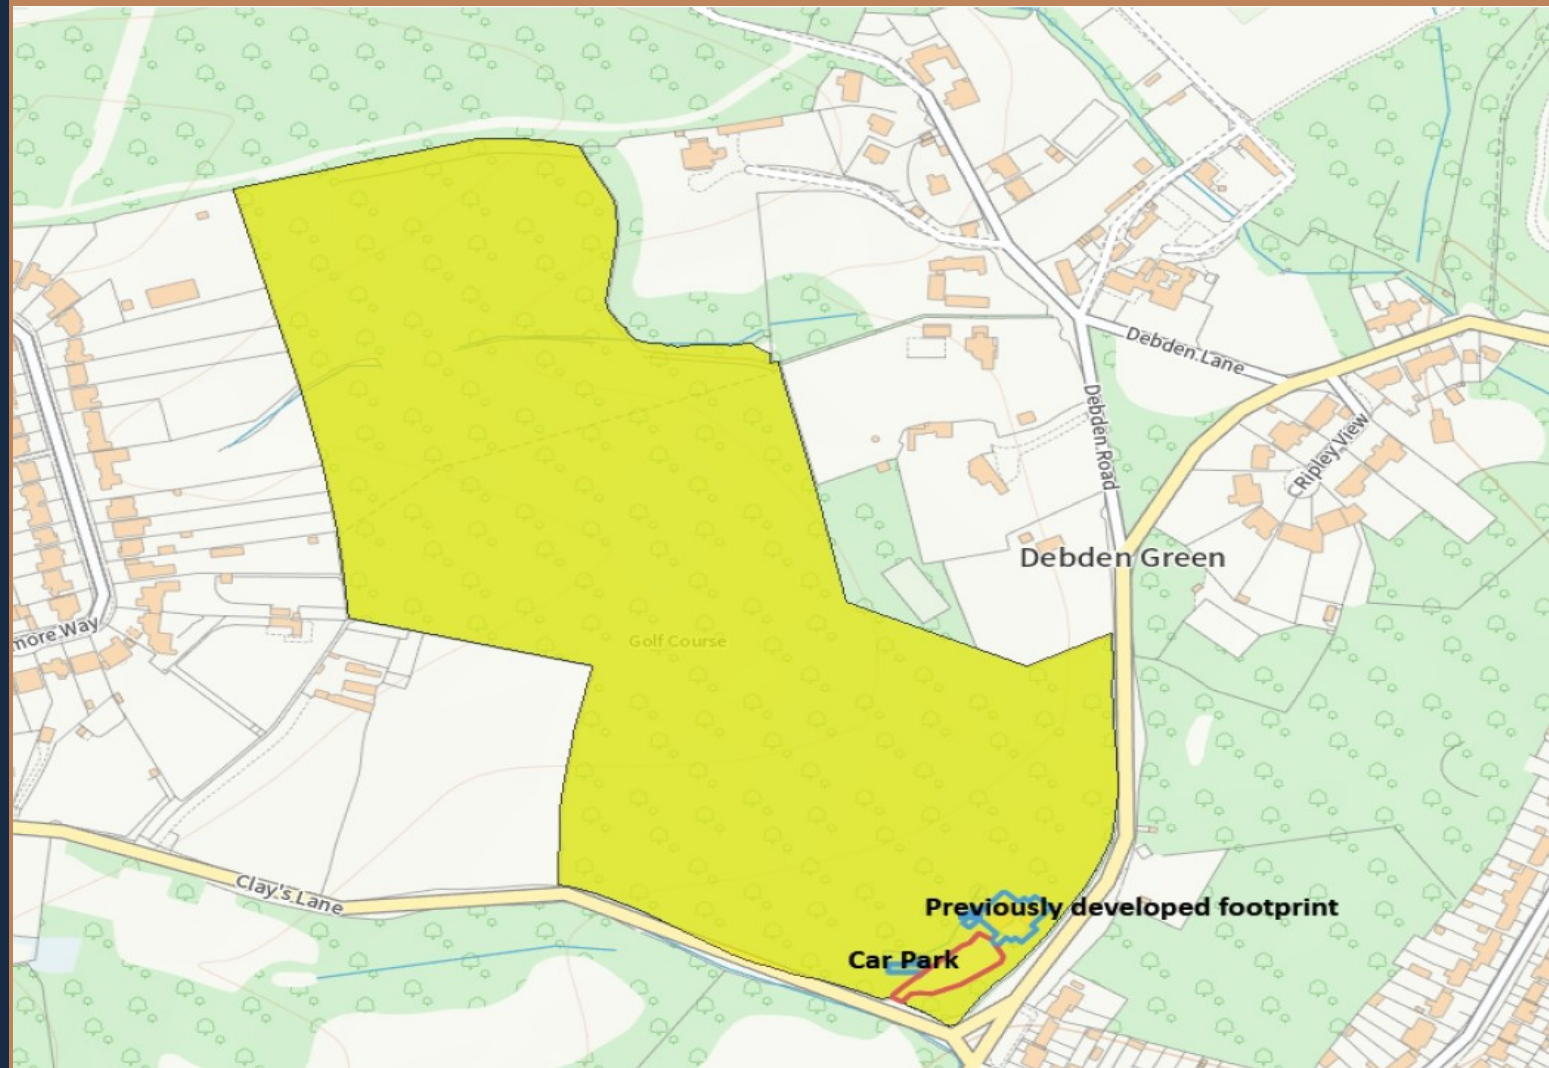 Debden Lane
Debden Road
Ripley View
Debden Green
more Way
Golf Course
Clay's Lane
Previously developed footprint
Car Park